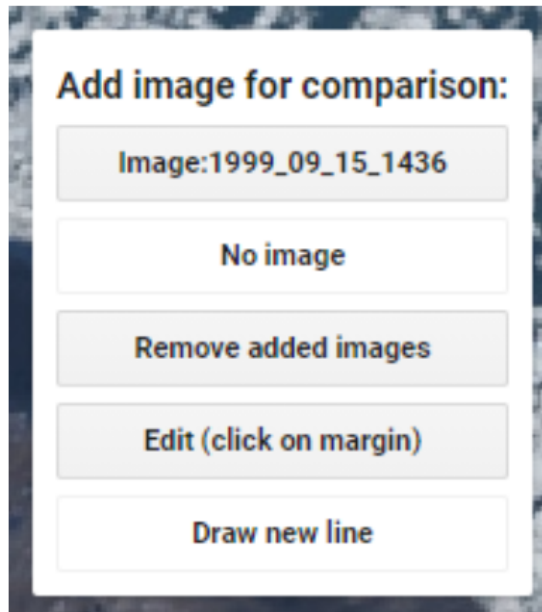 Add image for comparison:
Image:1999_09_15_1436
No image
Remove added images
Edit (click on margin)
Draw new line